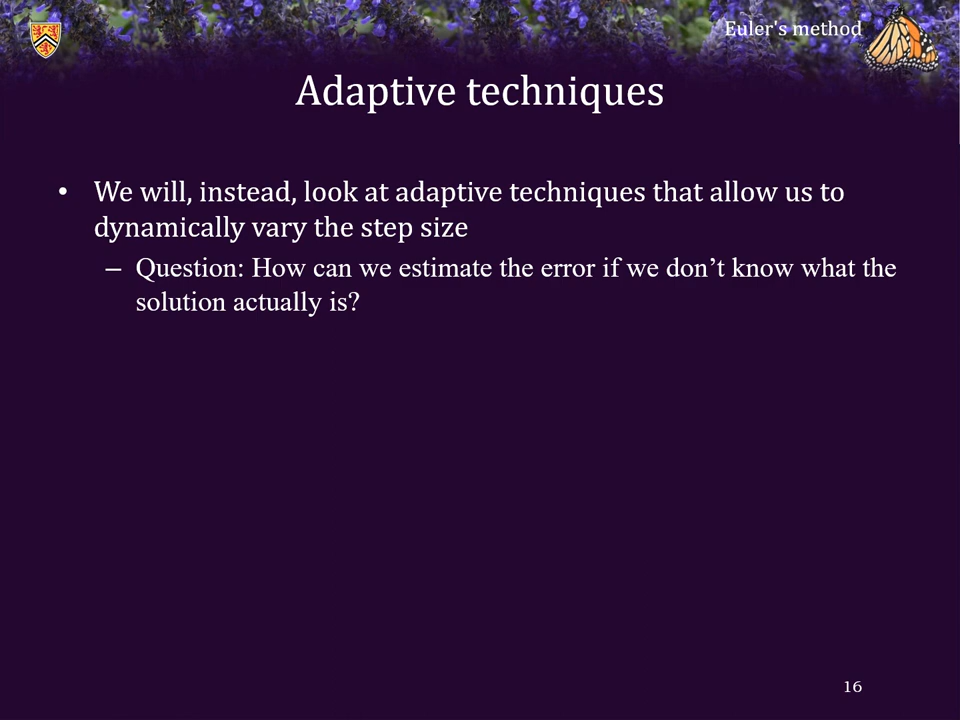 Euler's method
Adaptive techniques
• We will, instead, look at adaptive techniques that allow us to
dynamically vary the step size
– Question: How can we estimate the error if we don’t know what the
solution actually is?
16